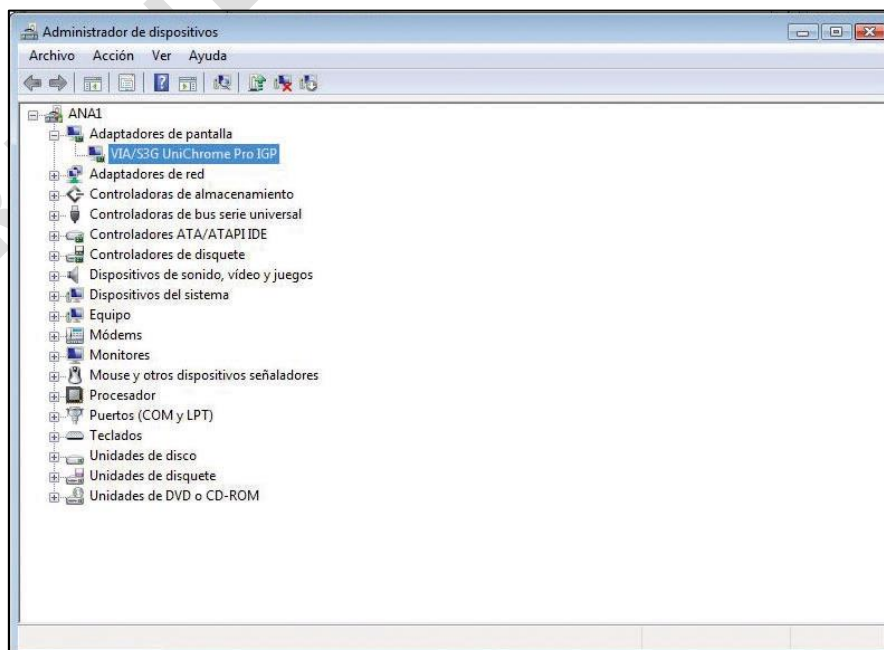 Administrador de dispositivos
Archivo Acción Ver Ayuda
ANA1
Adaptadores de pantalla
VIA/S3G UniChrome Pro IGP
Adaptadores de red
Controladoras de almacenamiento
Controladoras de bus serie universal
Controladores ATA/ATAPI IDE
Controladores de disquete
Dispositivos de sonido, vídeo y juegos
Dispositivos del sistema
Equipo
Módems
Monitores
Mouse y otros dispositivos señaladores
Procesador
Puertos (COM y LPT)
Teclados
Unidades de disco
Unidades de disquete
Unidades de DVD o CD-ROM